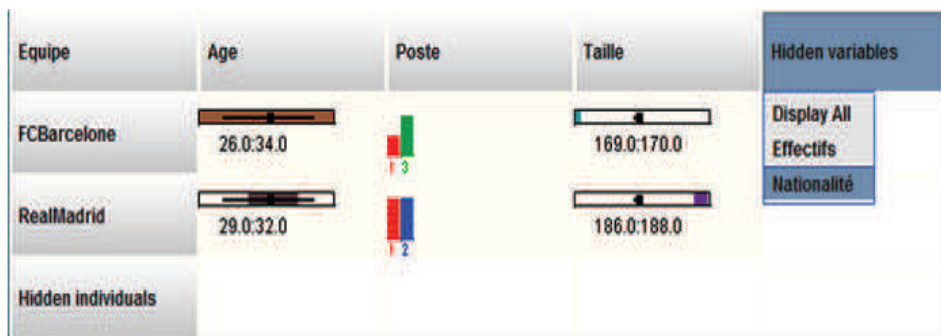 Equipe Age Poste Taille Hidden variables
FCBarcelone 26.0:34.0 1 3 169.0:170.0 Display All
Effectifs
Nationalité
RealMadrid 29.0:32.0 1 2 186.0:188.0
Hidden individuals